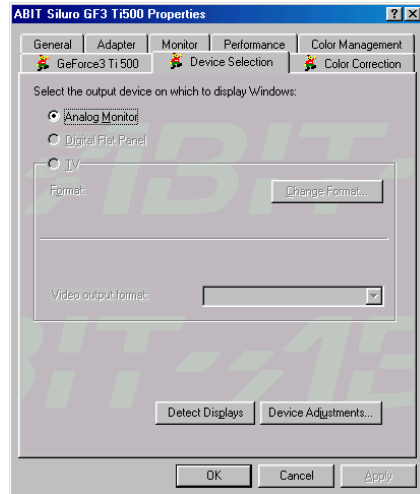 ABIT Siluro GF3 Ti500 Properties
General Adapter Monitor Performance Color Management
GeForce3 Ti 500 Device Selection Color Correction
Select the output device on which to display Windows:
Analog Monitor
Digital Flat Panel
TV
Format: Change Format...
Video output format:
Detect Displays Device Adjustments...
OK Cancel Apply
ABIT